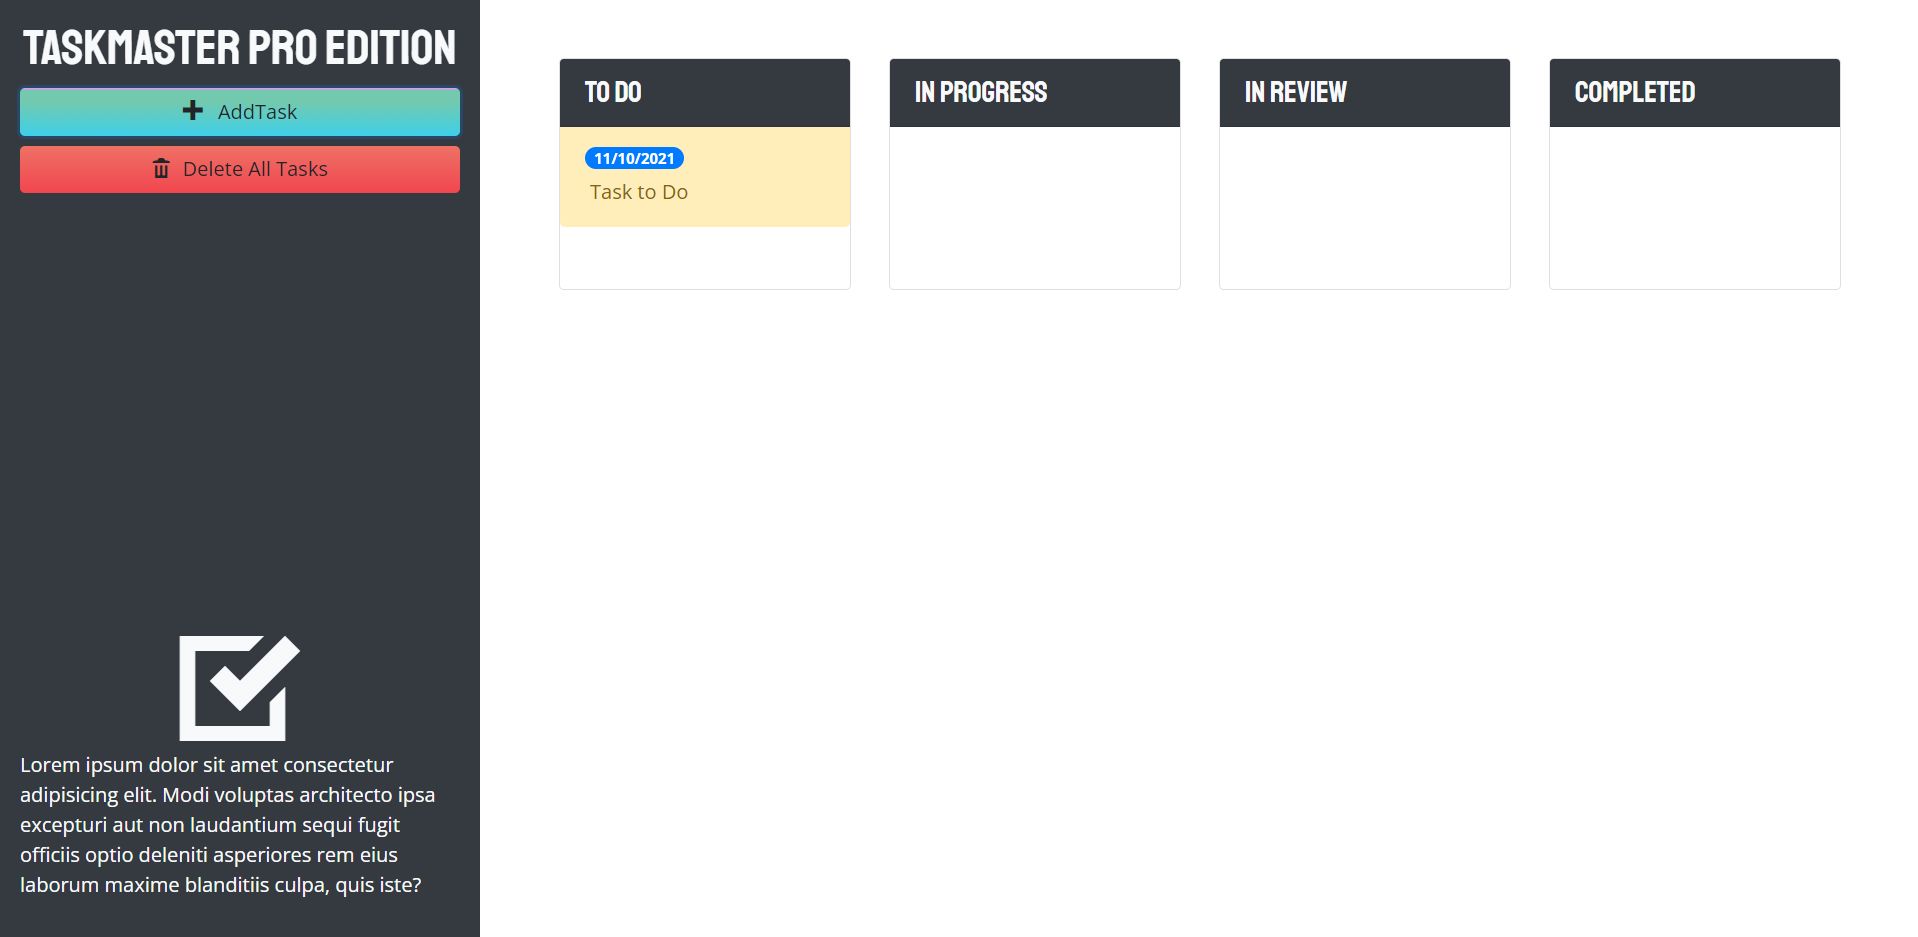 TASKMASTER PRO EDITION
AddTask
Delete All Tasks
Lorem ipsum dolor sit amet consectetur
adipisicing elit. Modi voluptas architecto ipsa
excepturi aut non laudantium sequi fugit
officiis optio deleniti asperiores rem eius
laborum maxime blanditiis culpa, quis iste?
TO DO
11/10/2021
Task to Do
IN PROGRESS
IN REVIEW
COMPLETED